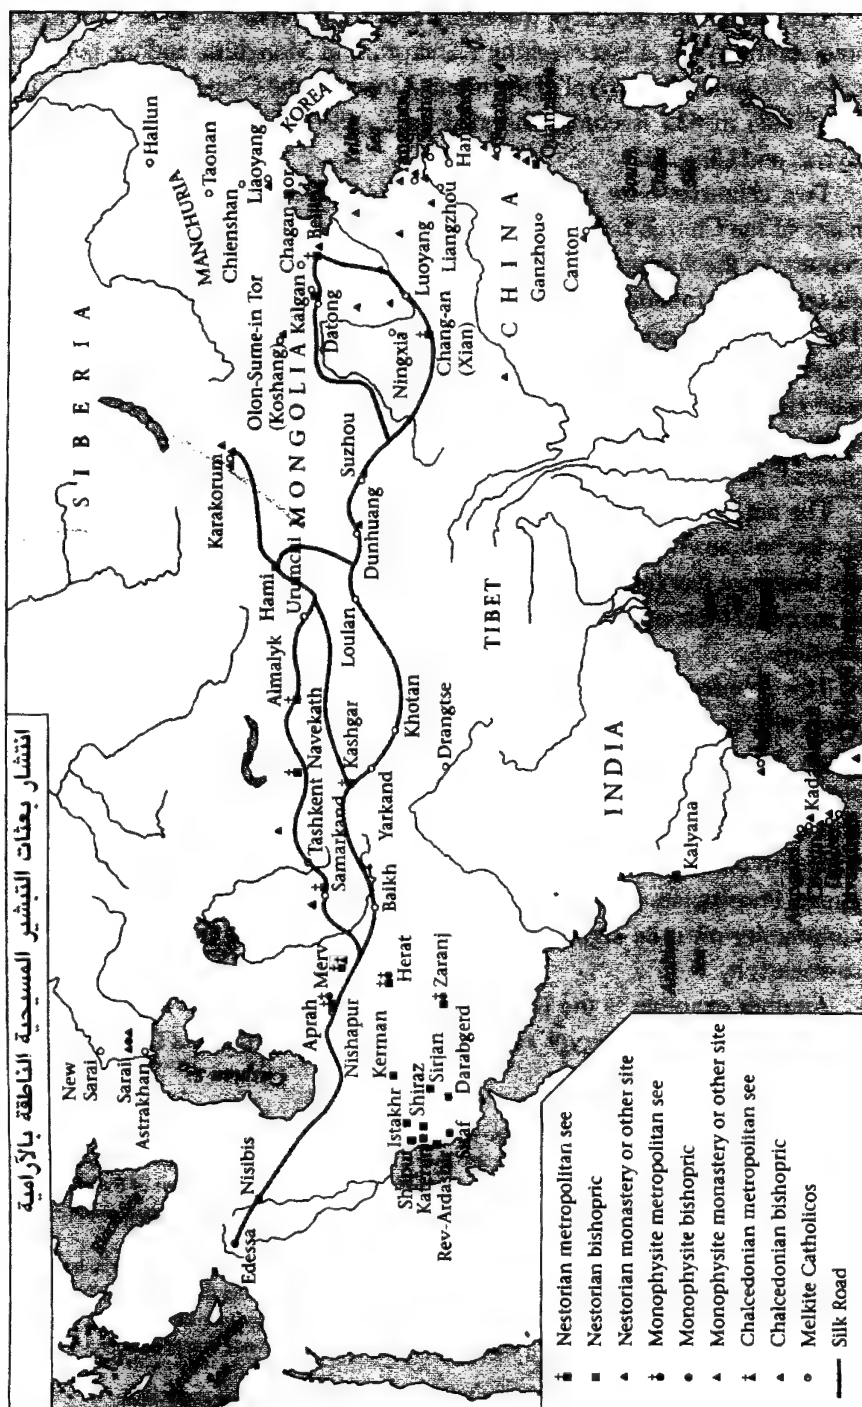 انتشار بعثات التبشير المسيحية الناطقة بالآرامية
SIBERIA
Hallun
Taonan
MANCHURIA
Chienshan
Liaoyang
KOREA
Karakorum
Olon-Sume-in Tor
(Koshang)
Kalgan
Chagan Nor
Beijing
MONGOLIA
Datong
Hami
Urumchi
Almalyk
Navekath
Tashkent
Samarkand
Kashgar
Loulan
Dunhuang
Suzhou
Ningxia
Luoyang
Chang-an
(Xian)
Liangzhou
CHINA
Ganzhou
Canton
South
China
Sea
New
Sarai
Sarai
Astrakhan
Aprah
Merv
Nishapur
Balkh
Yarkand
Khotan
Drangtse
TIBET
Herat
Kerman
Zaranj
Sirjan
Istakhr
Shiraz
Darabgerd
Siraf
Rev-Ardashir
Nisibis
Edessa
INDIA
Kalyana
Nestorian metropolitan see
Nestorian bishopric
Nestorian monastery or other site
Monophysite metropolitan see
Monophysite bishopric
Monophysite monastery or other site
Chalcedonian metropolitan see
Chalcedonian bishopric
Melkite Catholicos
Silk Road